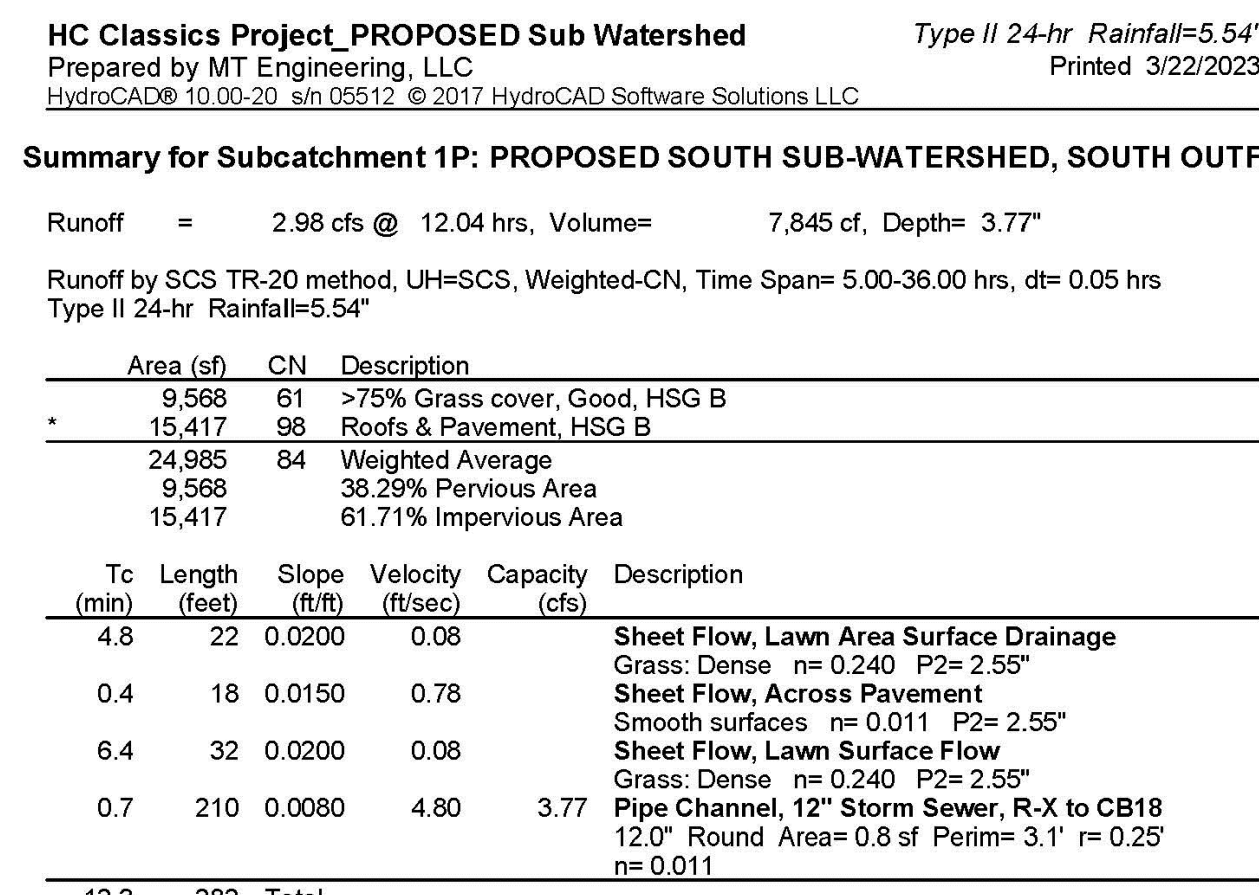 HC Classics Project_PROPOSED Sub Watershed Type II 24-hr Rainfall=5.54"
Prepared by MT Engineering, LLC Printed 3/22/2023
HydroCAD® 10.00-20 s/n 05512 © 2017 HydroCAD Software Solutions LLC
Summary for Subcatchment 1P: PROPOSED SOUTH SUB-WATERSHED, SOUTH OUTF
Runoff = 2.98 cfs @ 12.04 hrs, Volume= 7,845 cf, Depth= 3.77"
Runoff by SCS TR-20 method, UH=SCS, Weighted-CN, Time Span= 5.00-36.00 hrs, dt= 0.05 hrs
Type II 24-hr Rainfall=5.54"
Area (sf) CN Description
9,568 61 >75% Grass cover, Good, HSG B
* 15,417 98 Roofs & Pavement, HSG B
24,985 84 Weighted Average
9,568 38.29% Pervious Area
15,417 61.71% Impervious Area
Tc Length Slope Velocity Capacity Description
(min) (feet) (ft/ft) (ft/sec) (cfs)
4.8 22 0.0200 0.08 Sheet Flow, Lawn Area Surface Drainage
Grass: Dense n= 0.240 P2= 2.55"
0.4 18 0.0150 0.78 Sheet Flow, Across Pavement
Smooth surfaces n= 0.011 P2= 2.55"
6.4 32 0.0200 0.08 Sheet Flow, Lawn Surface Flow
Grass: Dense n= 0.240 P2= 2.55"
0.7 210 0.0080 4.80 3.77 Pipe Channel, 12" Storm Sewer, R-X to CB18
12.0" Round Area= 0.8 sf Perim= 3.1' r= 0.25'
n= 0.011
12.3 282 Total